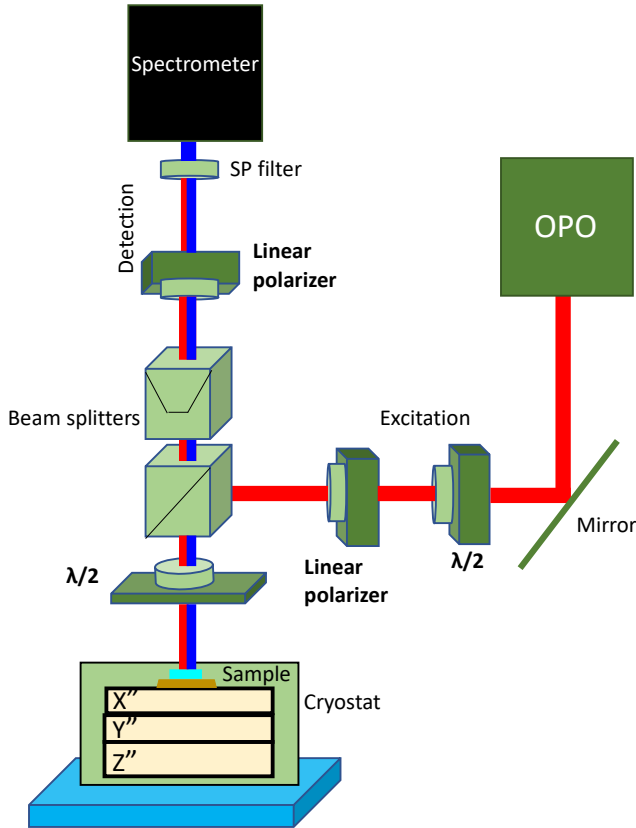 Spectrometer
SP filter
OPO
Detection
Linear
polarizer
Beam splitters
Excitation
Mirror
λ/2
Linear
polarizer
λ/2
Sample
Cryostat
X”
Y”
Z”